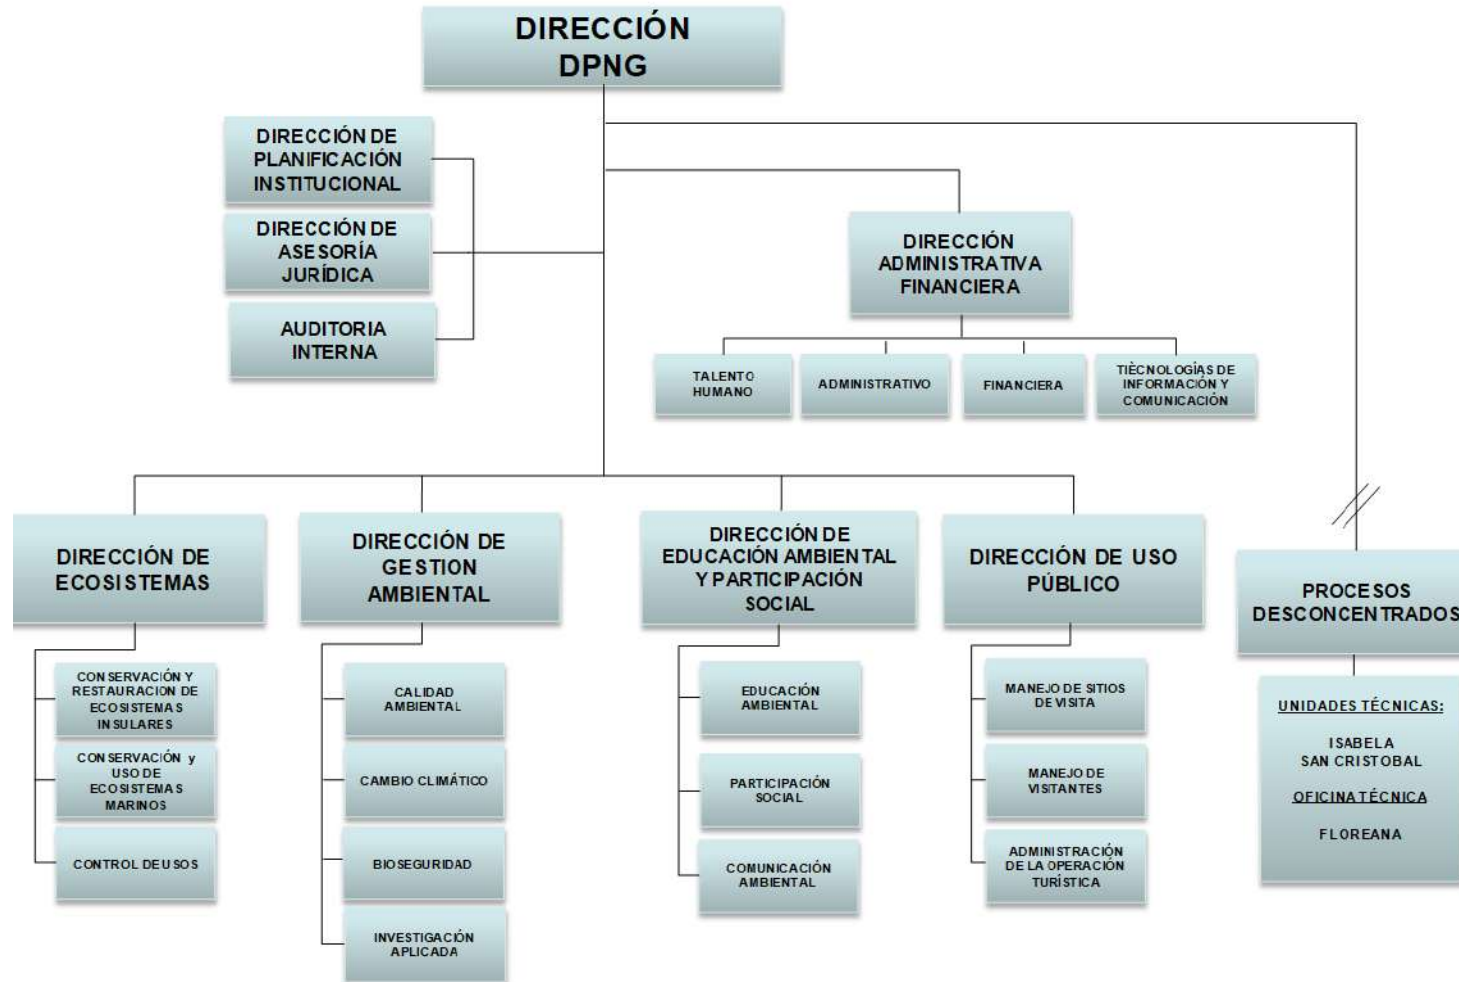 DIRECCIÓN
DPNG
DIRECCIÓN DE
PLANIFICACIÓN
INSTITUCIONAL
DIRECCIÓN DE
ASESORÍA
JURÍDICA
AUDITORIA
INTERNA
DIRECCIÓN
ADMINISTRATIVA
FINANCIERA
TALENTO
HUMANO
ADMINISTRATIVO
FINANCIERA
TIÈCNOLOGÌAS DE
INFORMACIÓN Y
COMUNICACIÓN
DIRECCIÓN DE
ECOSISTEMAS
CONSERVACIÓN Y
RESTAURACION DE
ECOSISTEMAS
INSULARES
CONSERVACIÓN y
USO DE
ECOSISTEMAS
MARINOS
CONTROL DE USOS
DIRECCIÓN DE
GESTION
AMBIENTAL
CALIDAD
AMBIENTAL
CAMBIO CLIMÁTICO
BIOSEGURIDAD
INVESTIGACIÓN
APLICADA
DIRECCIÓN DE
EDUCACIÓN AMBIENTAL
Y PARTICIPACIÓN
SOCIAL
EDUCACIÓN
AMBIENTAL
PARTICIPACIÓN
SOCIAL
COMUNICACIÓN
AMBIENTAL
DIRECCIÓN DE USO
PÚBLICO
MANEJO DE SITIOS
DE VISITA
MANEJO DE
VISITANTES
ADMINISTRACIÓN
DE LA OPERACIÓN
TURÍSTICA
PROCESOS
DESCONCENTRADOS
UNIDADES TÉCNICAS:
ISABELA
SAN CRISTOBAL
OFICINA TÉCNICA
FLOREANA